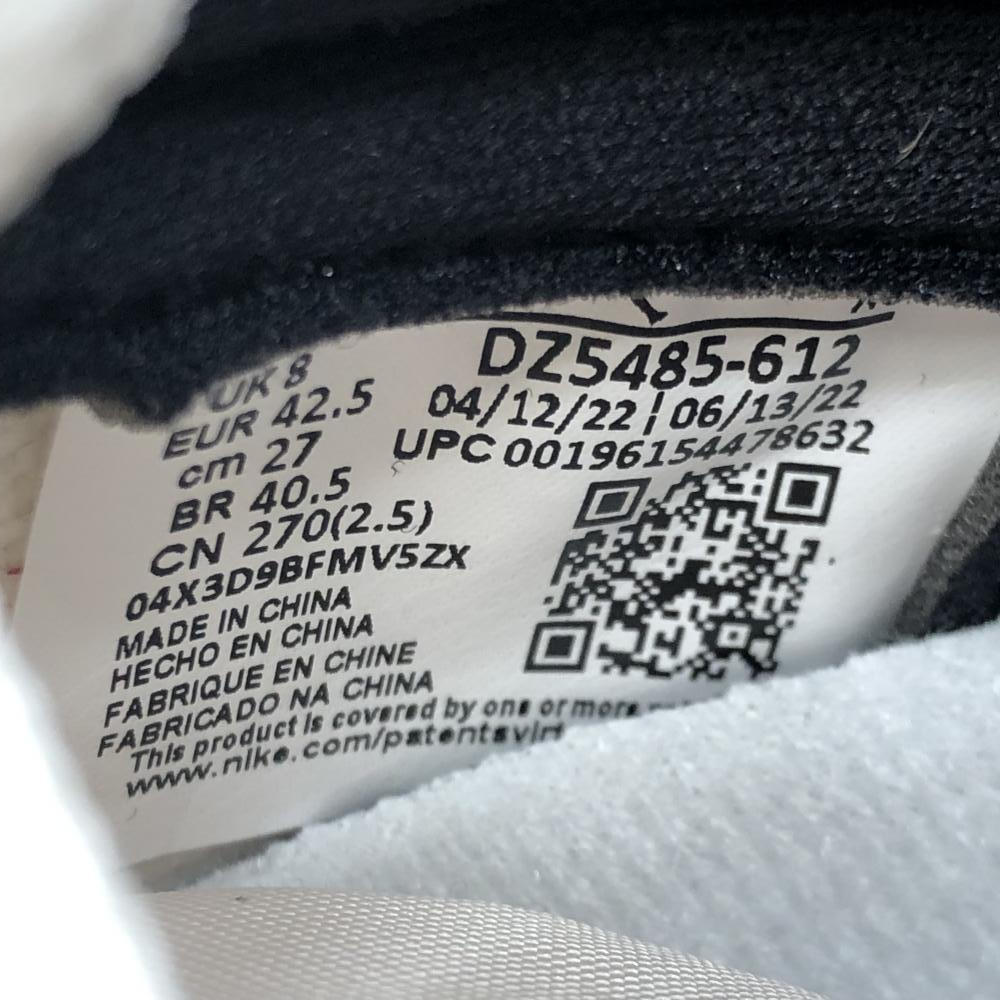 UK 8
EUR 42.5
cm 27
BR 40.5
CN 270(2.5)
04X3D9BFMV5ZX
MADE IN CHINA
HECHO EN CHINA
FABRIQUE EN CHINE
FABRICADO NA CHINA
This product is covered by one or more
www.nike.com/patentsvirt
DZ5485-612
04/12/22 | 06/13/22
UPC 00196154478632